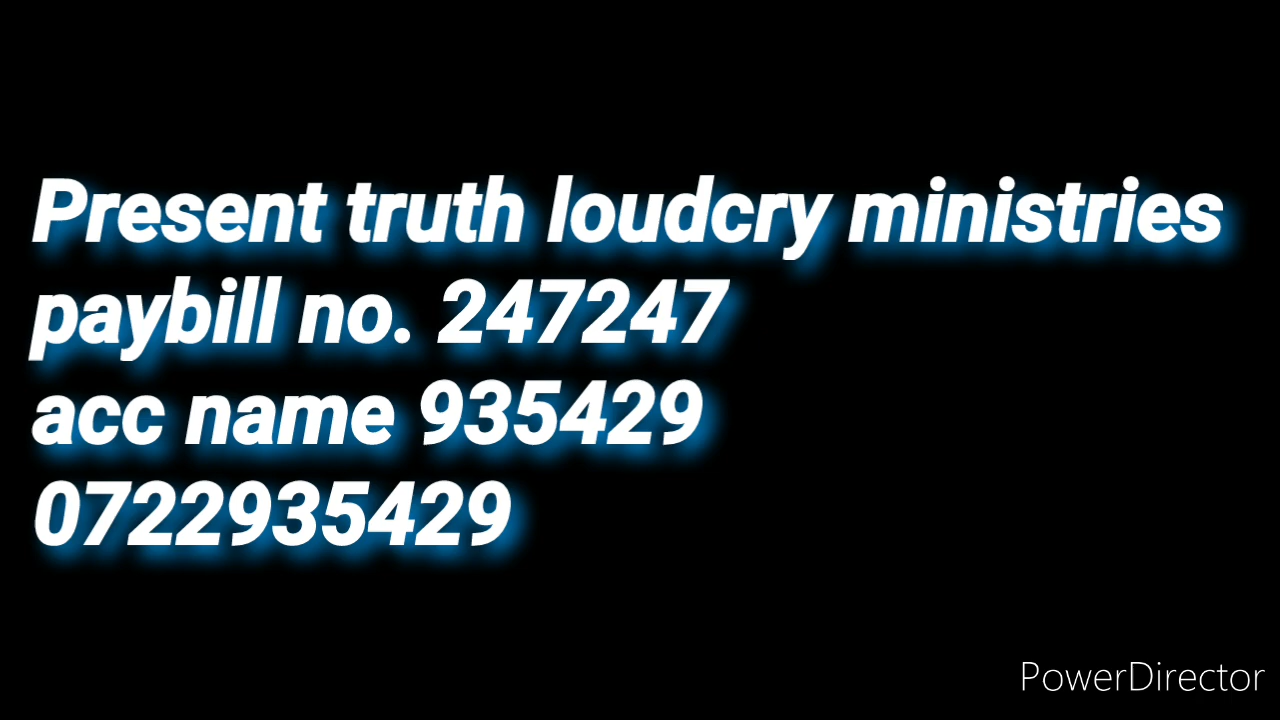 Present truth loudcry ministries
paybill no. 247247
acc name 935429
0722935429
PowerDirector